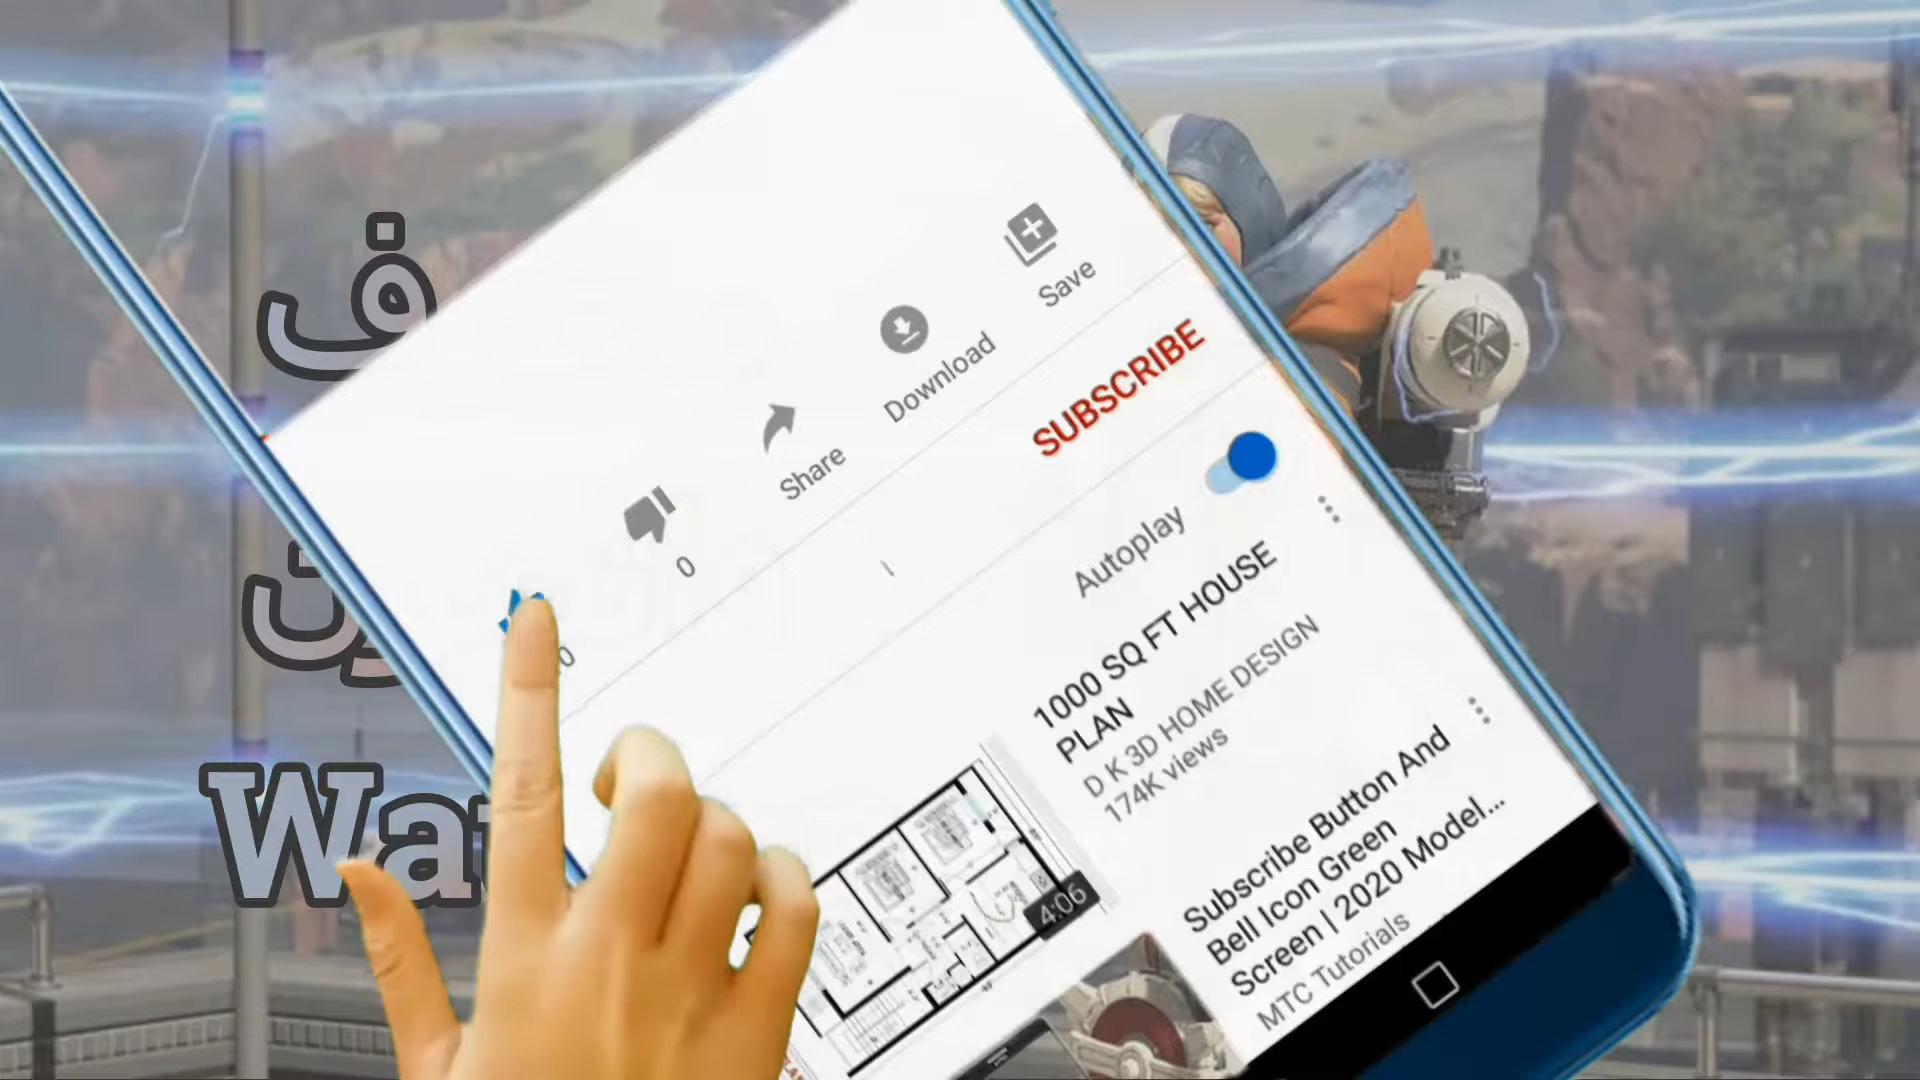 ف
Save
Download
Share
0
0
SUBSCRIBE
Autoplay
1000 SQ FT HOUSE
PLAN
D K 3D HOME DESIGN
174K views
4:06
Subscribe Button And
Bell Icon Green
Screen | 2020 Model...
MTC Tutorials